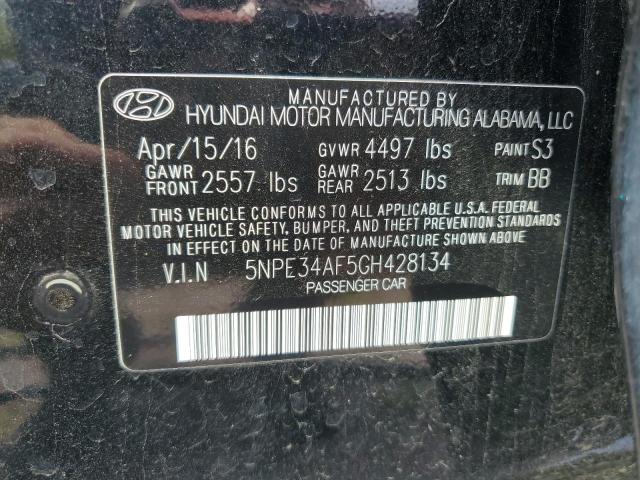 MANUFACTURED BY
HYUNDAI MOTOR MANUFACTURING ALABAMA, LLC
Apr/15/16 GVWR 4497 lbs PAINT S3
GAWR FRONT 2557 lbs GAWR REAR 2513 lbs TRIM BB
THIS VEHICLE CONFORMS TO ALL APPLICABLE U.S.A. FEDERAL
MOTOR VEHICLE SAFETY, BUMPER, AND THEFT PREVENTION STANDARDS
IN EFFECT ON THE DATE OF MANUFACTURE SHOWN ABOVE
V.I.N 5NPE34AF5GH428134
PASSENGER CAR